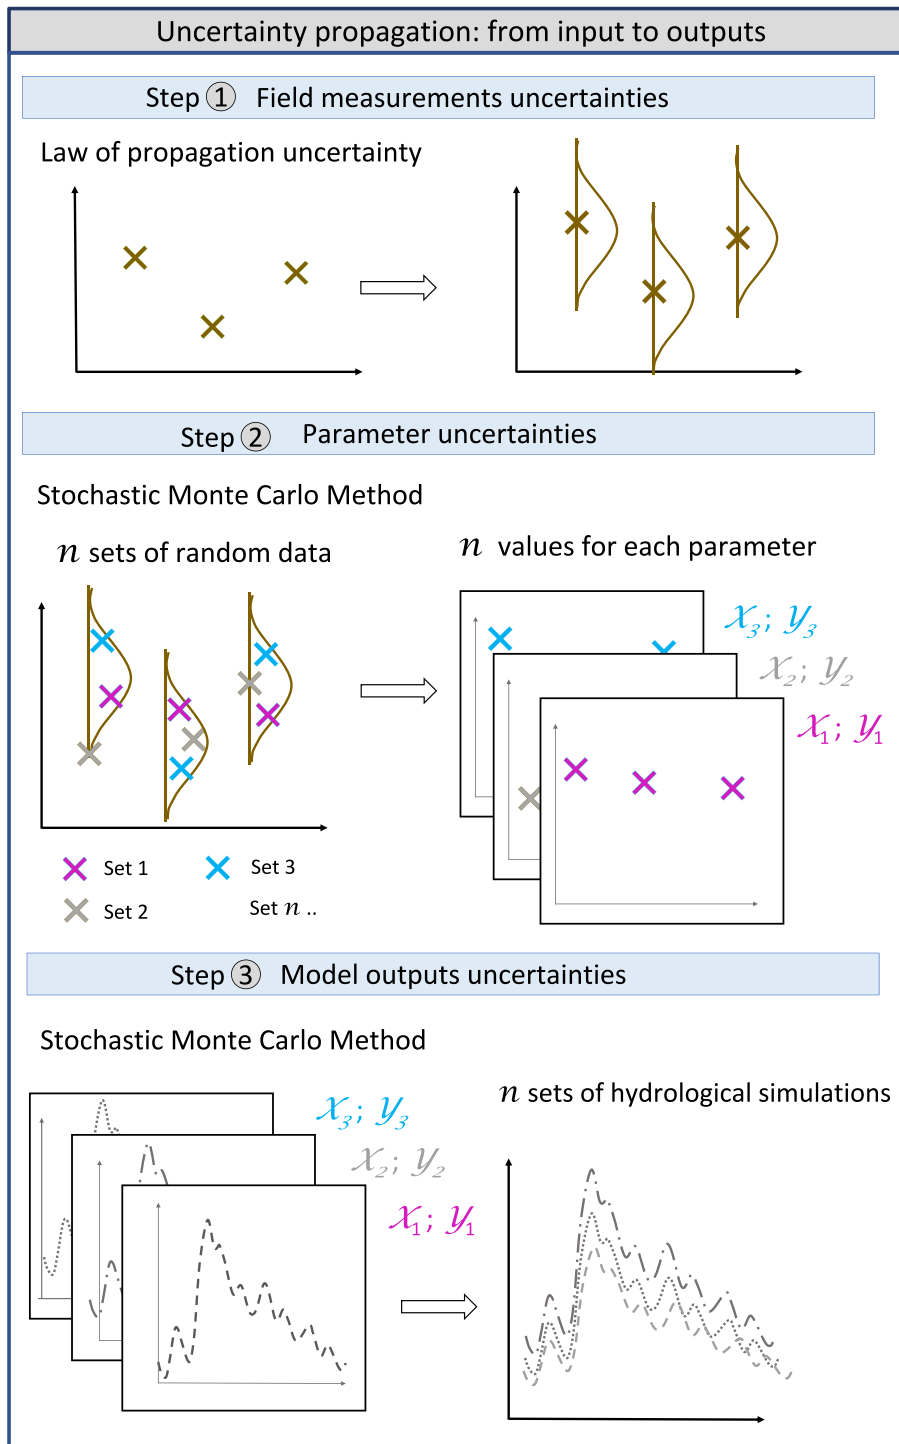 Uncertainty propagation: from input to outputs
Step 1 Field measurements uncertainties
Law of propagation uncertainty
Step 2 Parameter uncertainties
Stochastic Monte Carlo Method
n sets of random data
n values for each parameter
X3; Y3
X2; Y2
X1; Y1
Set 1
Set 3
Set 2
Set n ..
Step 3 Model outputs uncertainties
Stochastic Monte Carlo Method
n sets of hydrological simulations
X3; Y3
X2; Y2
X1; Y1